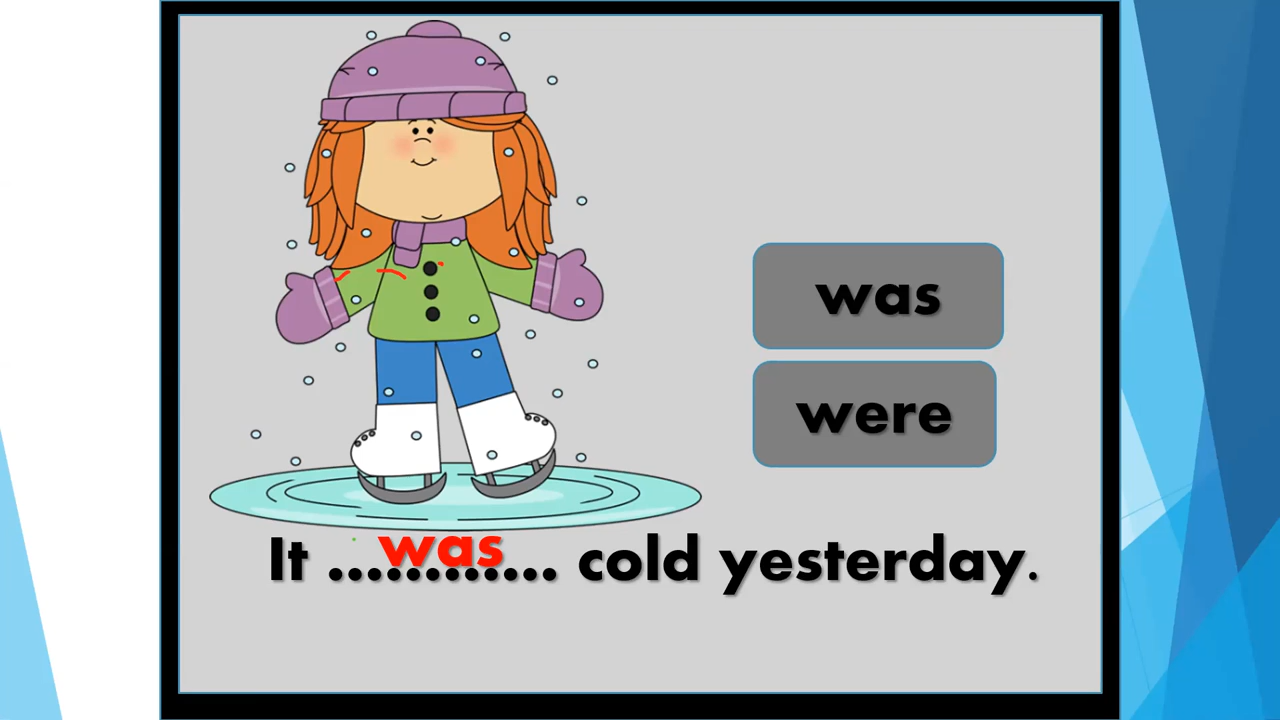 was
were
It ............ was cold yesterday.